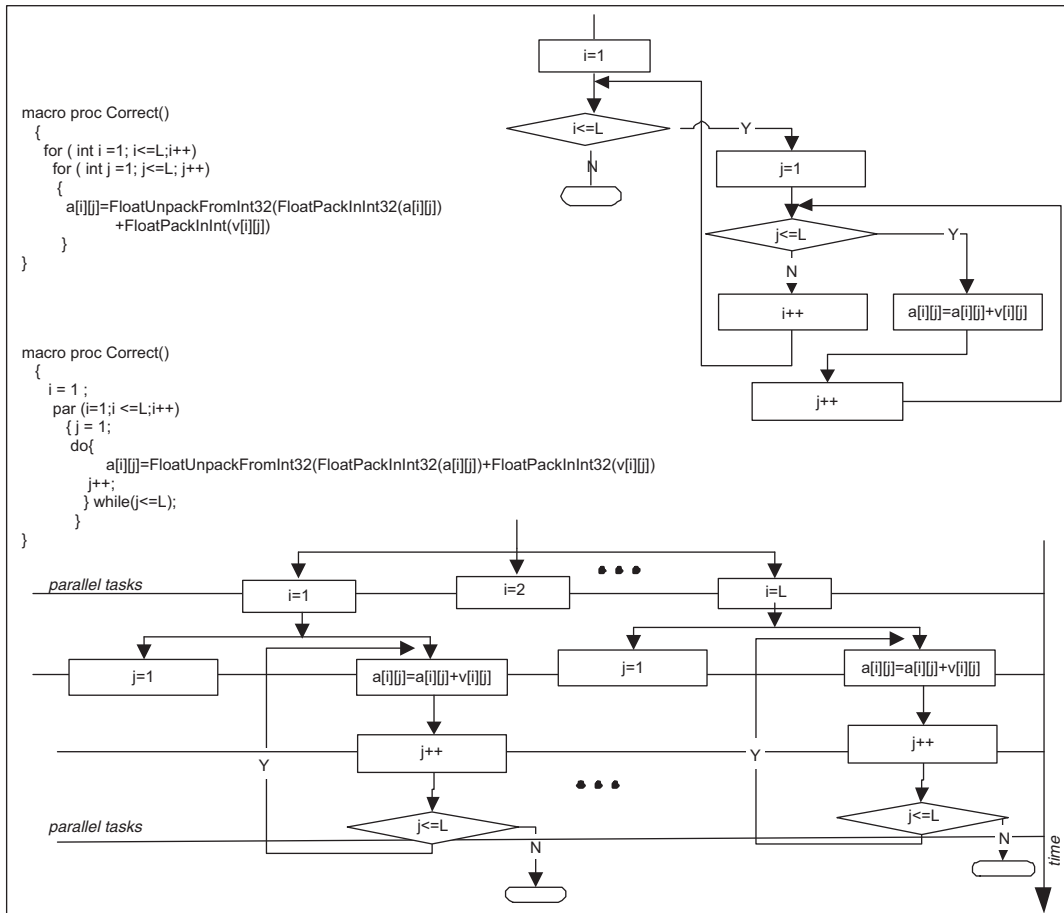 macro proc Correct()
{
for ( int i =1; i<=L;i++)
for ( int j =1; j<=L; j++)
{
a[i][j]=FloatUnpackFromInt32(FloatPackInInt32(a[i][j])
+FloatPackInInt(v[i][j])
}
}
i=1
i<=L
Y
N
j=1
j<=L
Y
N
i++
a[i][j]=a[i][j]+v[i][j]
j++
macro proc Correct()
{
i = 1 ;
par (i=1;i <=L;i++)
{ j = 1;
do{
a[i][j]=FloatUnpackFromInt32(FloatPackInInt32(a[i][j])+FloatPackInInt32(v[i][j])
j++;
} while(j<=L);
}
}
parallel tasks
i=1
i=2
i=L
j=1
a[i][j]=a[i][j]+v[i][j]
j=1
a[i][j]=a[i][j]+v[i][j]
j++
j++
Y
Y
parallel tasks
j<=L
j<=L
N
N
time